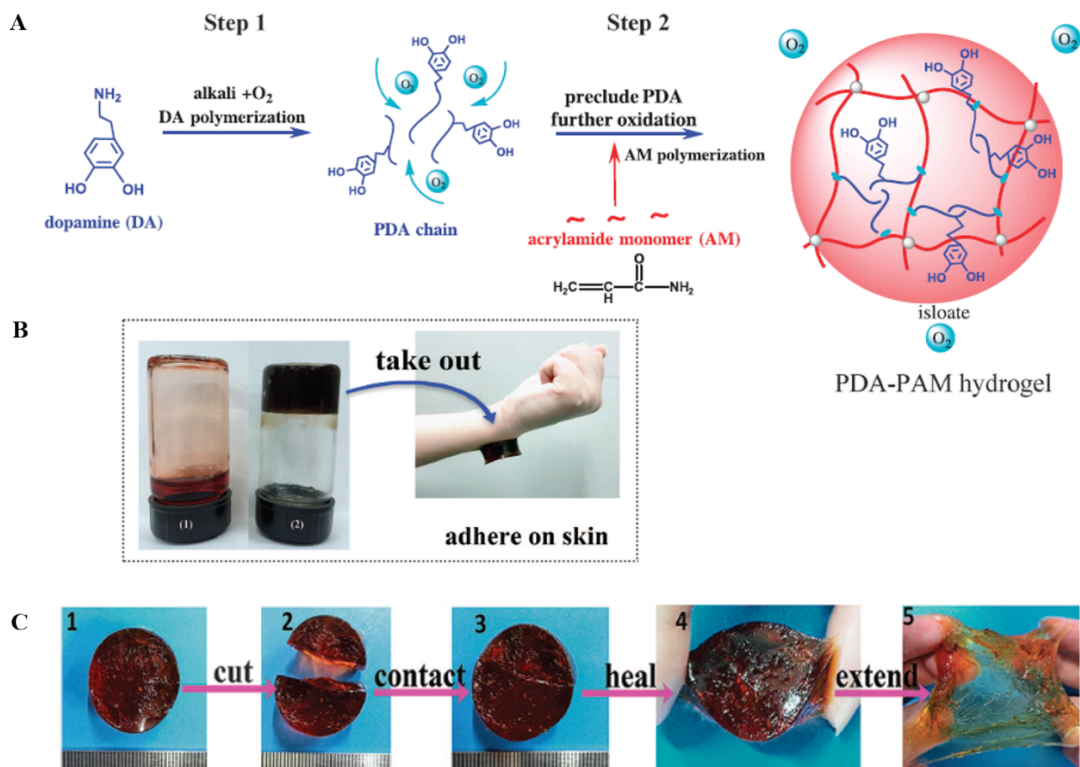 A
Step 1
Step 2
NH2
HO
OH
dopamine (DA)
alkali +O2
DA polymerization
HO
OH
O2
O2
O2
OH
HO
OH
OH
PDA chain
preclude PDA
further oxidation
AM polymerization
acrylamide monomer (AM)
H2C
C
H
O
C
NH2
O2
O2
OH
HO
HO
OH
OH
OH
HO
OH
isloate
O2
PDA-PAM hydrogel
B
(1)
(2)
take out
adhere on skin
C
1
cut
2
contact
3
heal
4
extend
5